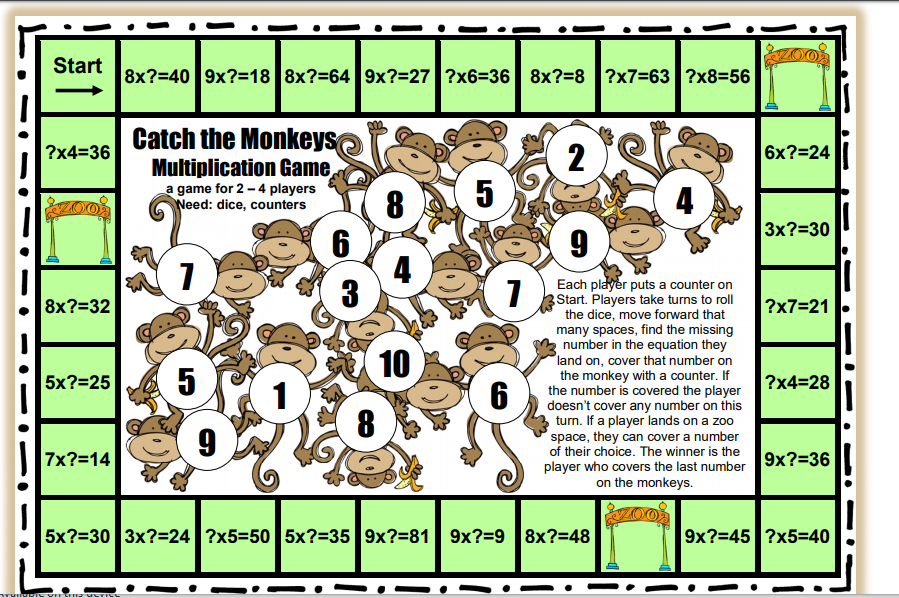 Start
8x?=40
9x?=18
8x?=64
9x?=27
?x6=36
8x?=8
?x7=63
?x8=56
ZOO
?x4=36
6x?=24
ZOO
3x?=30
8x?=32
?x7=21
5x?=25
?x4=28
7x?=14
9x?=36
5x?=30
3x?=24
?x5=50
5x?=35
9x?=81
9x?=9
8x?=48
ZOO
9x?=45
?x5=40
Catch the Monkeys
Multiplication Game
a game for 2 – 4 players
Need: dice, counters
2
8
5
4
6
9
7
3
4
7
10
5
1
6
8
9
Each player puts a counter on
Start. Players take turns to roll
the dice, move forward that
many spaces, find the missing
number in the equation they
land on, cover that number on
the monkey with a counter. If
the number is covered the player
doesn't cover any number on this
turn. If a player lands on a zoo
space, they can cover a number
of their choice. The winner is the
player who covers the last number
on the monkeys.